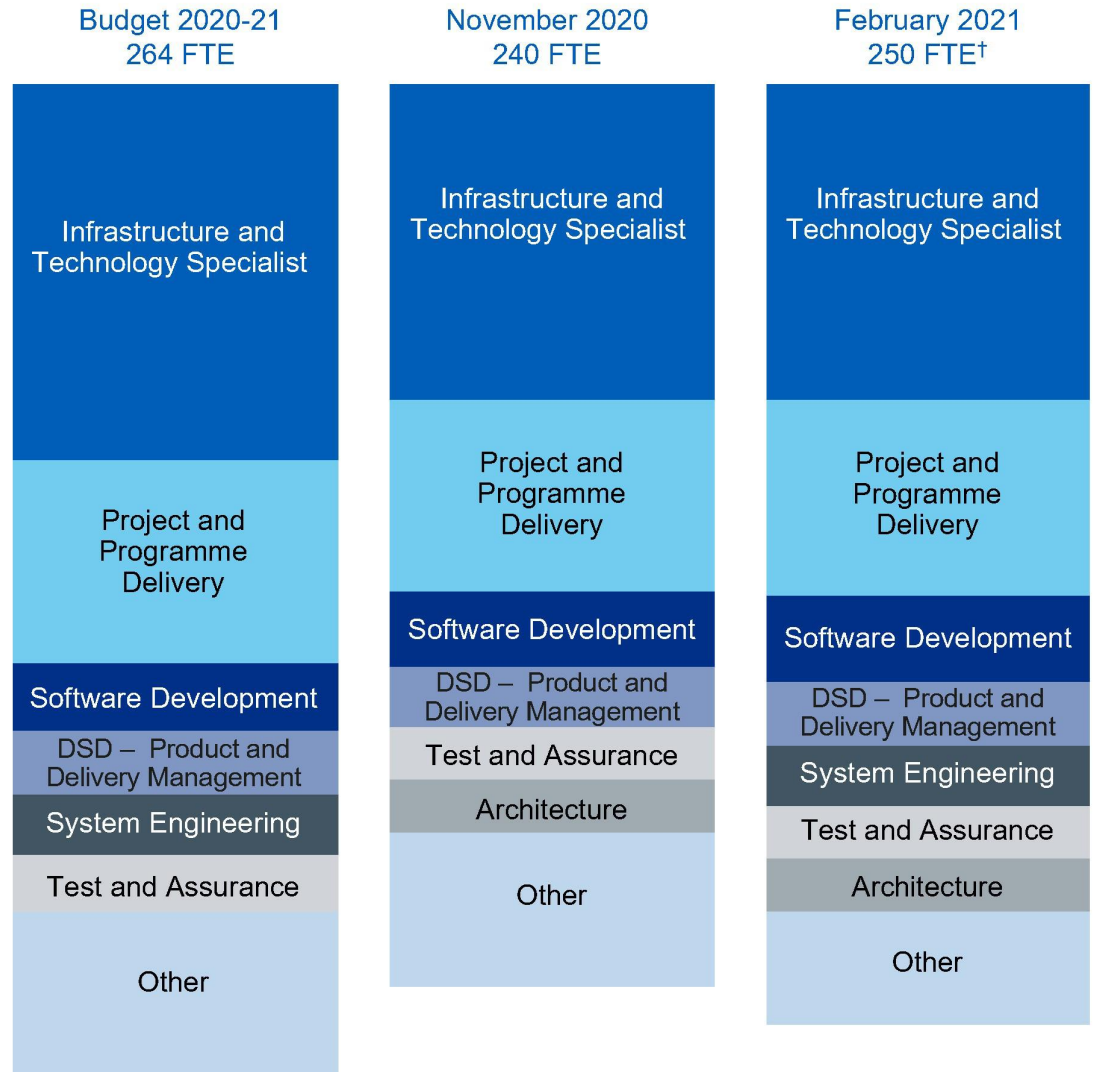 Budget 2020-21
264 FTE
Infrastructure and
Technology Specialist
Project and
Programme
Delivery
Software Development
DSD –  Product and
Delivery Management
System Engineering
Test and Assurance
Other
November 2020
240 FTE
Infrastructure and
Technology Specialist
Project and
Programme
Delivery
Software Development
DSD –  Product and
Delivery Management
Test and Assurance
Architecture
Other
February 2021
250 FTE†
Infrastructure and
Technology Specialist
Project and
Programme
Delivery
Software Development
DSD –  Product and
Delivery Management
System Engineering
Test and Assurance
Architecture
Other